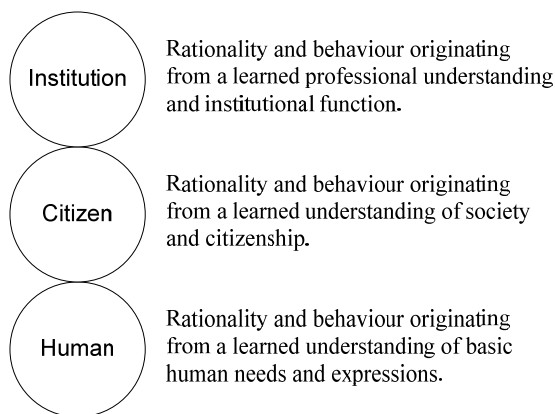 Institution
Rationality and behaviour originating
from a learned professional understanding
and institutional function.
Citizen
Rationality and behaviour originating
from a learned understanding of society
and citizenship.
Human
Rationality and behaviour originating
from a learned understanding of basic
human needs and expressions.